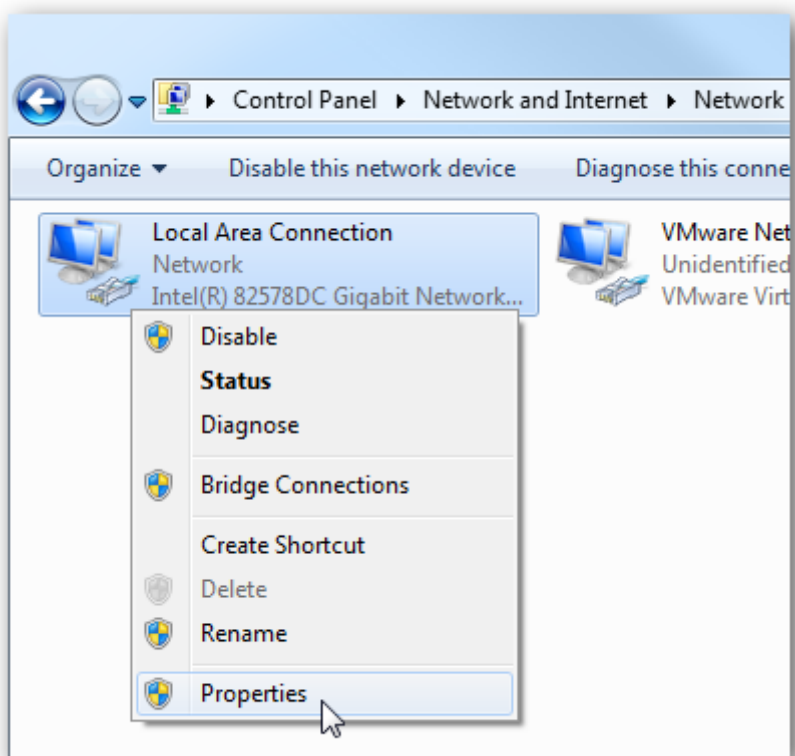 Control Panel Network and Internet Network
Organize Disable this network device Diagnose this conne
Local Area Connection
Network
Intel(R) 82578DC Gigabit Network...
VMware Net
Unidentified
VMware Virt
Disable
Status
Diagnose
Bridge Connections
Create Shortcut
Delete
Rename
Properties